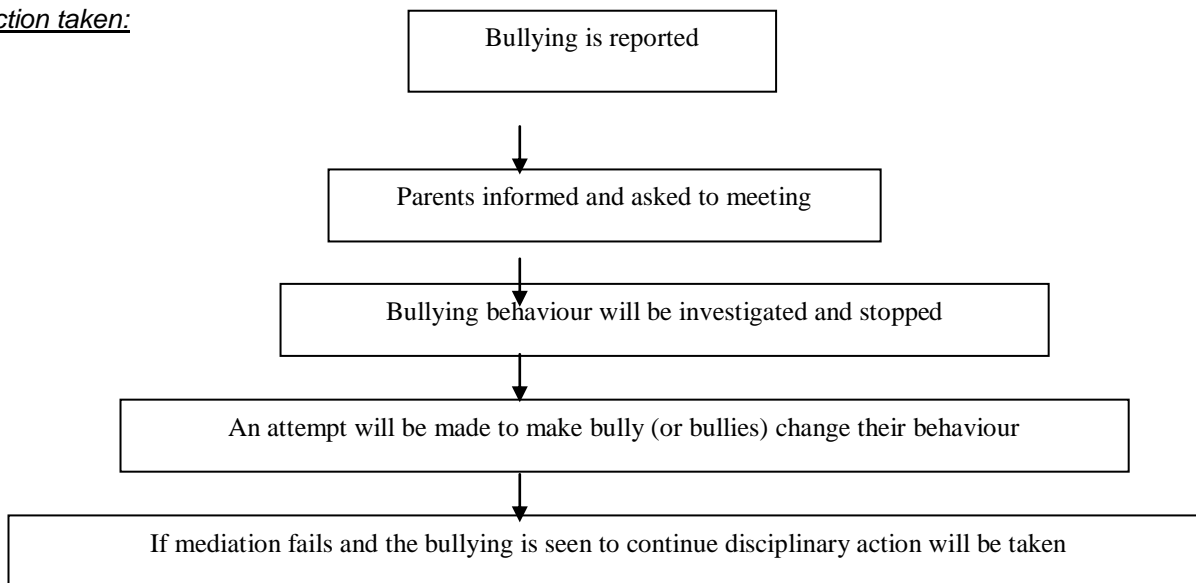 ction taken:
Bullying is reported
Parents informed and asked to meeting
Bullying behaviour will be investigated and stopped
An attempt will be made to make bully (or bullies) change their behaviour
If mediation fails and the bullying is seen to continue disciplinary action will be taken